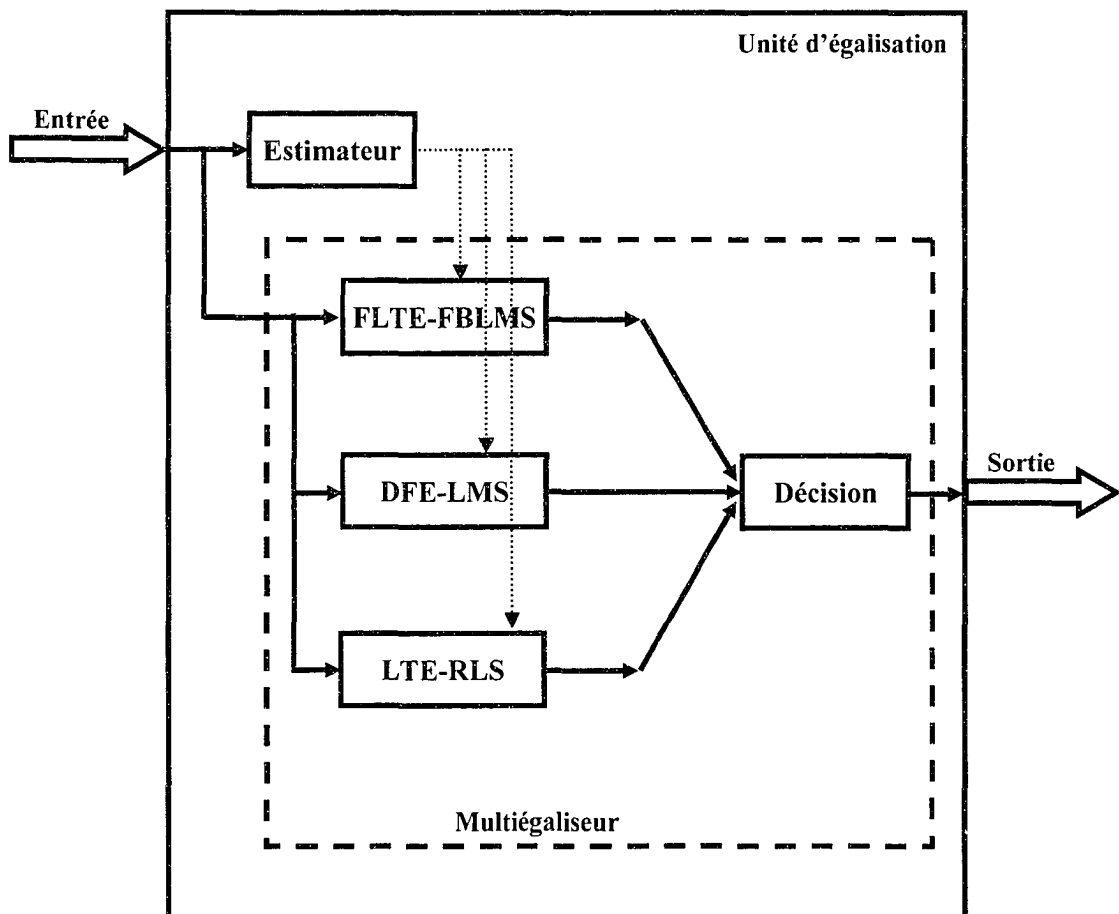 Unité d'égalisation
Entrée
Estimateur
FLTE-FBLMS
DFE-LMS
Décision
Sortie
LTE-RLS
Multiégaliseur